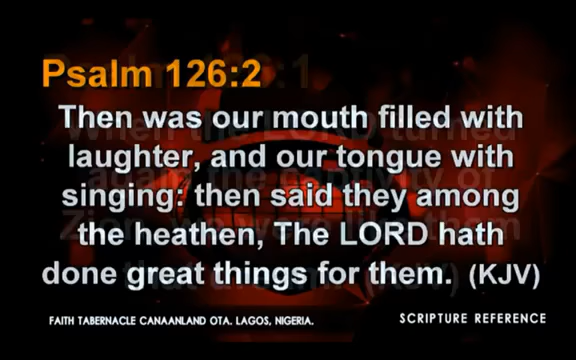 Psalm 126:2
Then was our mouth filled with
laughter, and our tongue with
singing: then said they among
the heathen, The LORD hath
done great things for them. (KJV)
FAITH TABERNACLE CANAANLAND OTA. LAGOS, NIGERIA.
SCRIPTURE REFERENCE